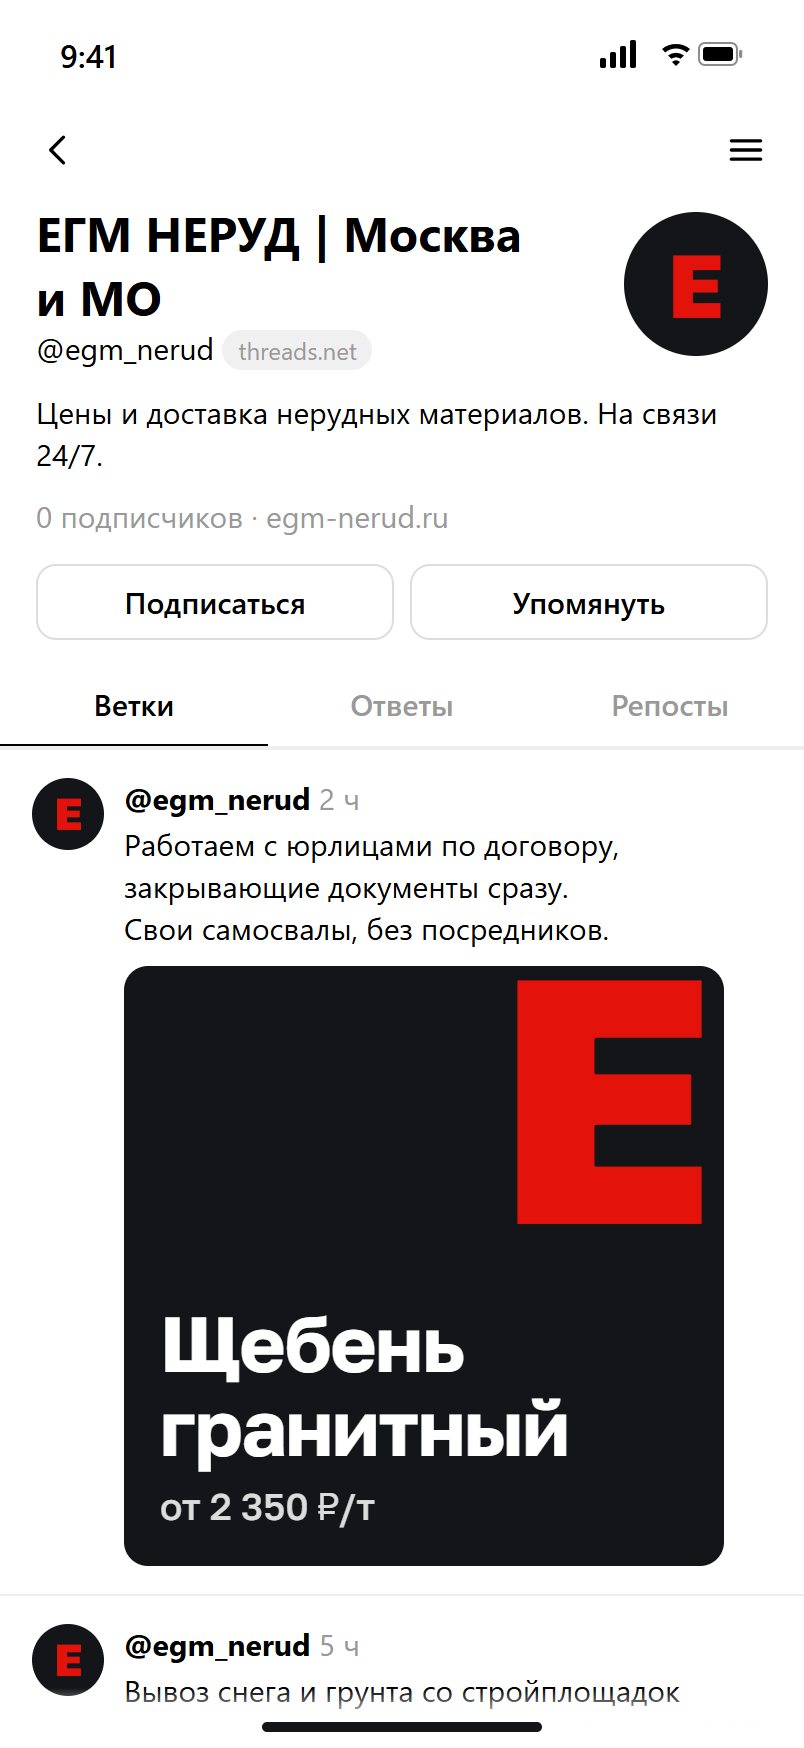 9:41
ЕГМ НЕРУД | Москва
и МО
E
@egm_nerud threads.net
Цены и доставка нерудных материалов. На связи
24/7.
0 подписчиков · egm-nerud.ru
Подписаться Упомянуть
Ветки Ответы Репосты
E
@egm_nerud 2 ч
Работаем с юрлицами по договору,
закрывающие документы сразу.
Свои самосвалы, без посредников.
E
Щебень
гранитный
от 2 350 ₽/т
E
@egm_nerud 5 ч
Вывоз снега и грунта со стройплощадок